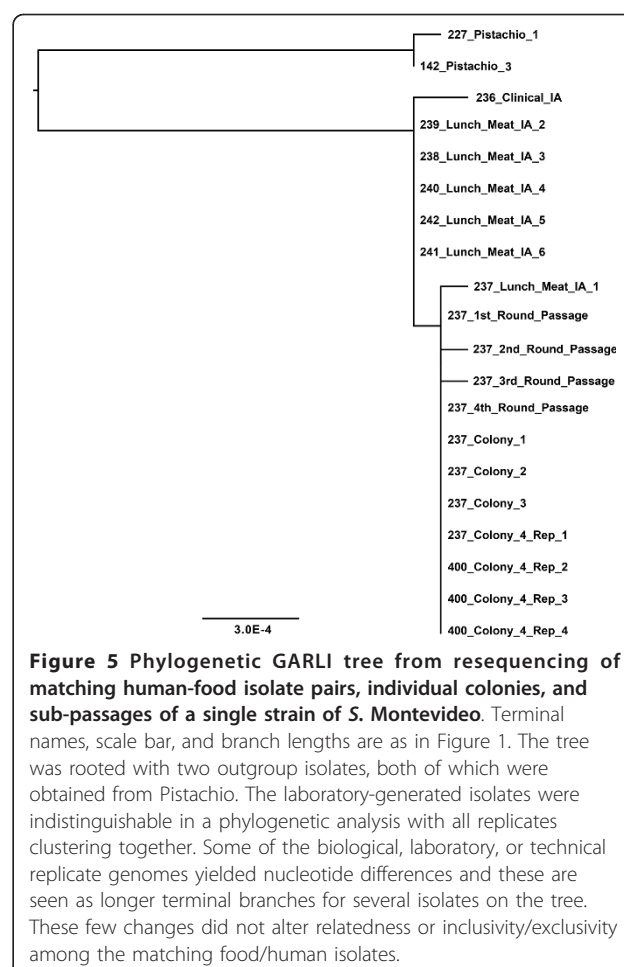 227_Pistachio_1
142_Pistachio_3
236_Clinical_IA
239_Lunch_Meat_IA_2
238_Lunch_Meat_IA_3
240_Lunch_Meat_IA_4
242_Lunch_Meat_IA_5
241_Lunch_Meat_IA_6
237_Lunch_Meat_IA_1
237_1st_Round_Passage
237_2nd_Round_Passage
237_3rd_Round_Passage
237_4th_Round_Passage
237_Colony_1
237_Colony_2
237_Colony_3
237_Colony_4_Rep_1
400_Colony_4_Rep_2
400_Colony_4_Rep_3
400_Colony_4_Rep_4
3.0E-4
Figure 5 Phylogenetic GARLI tree from resequencing of
matching human-food isolate pairs, individual colonies, and
sub-passages of a single strain of S. Montevideo. Terminal
names, scale bar, and branch lengths are as in Figure 1. The tree
was rooted with two outgroup isolates, both of which were
obtained from Pistachio. The laboratory-generated isolates were
indistinguishable in a phylogenetic analysis with all replicates
clustering together. Some of the biological, laboratory, or technical
replicate genomes yielded nucleotide differences and these are
seen as longer terminal branches for several isolates on the tree.
These few changes did not alter relatedness or inclusivity/exclusivity
among the matching food/human isolates.